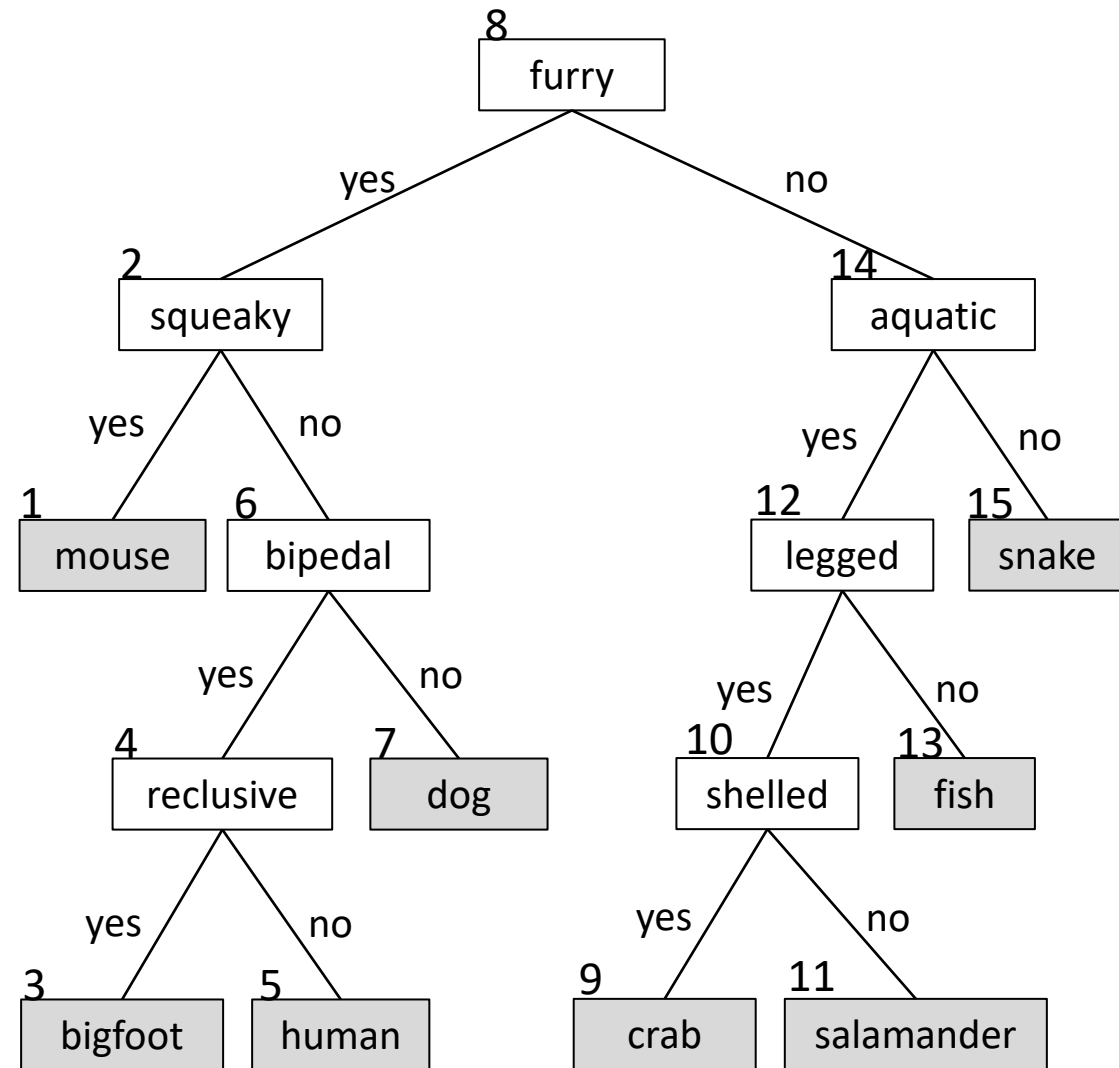 8
furry
yes
no
2
14
squeaky
aquatic
yes
no
yes
no
1
6
12
15
mouse
bipedal
legged
snake
yes
no
yes
no
4
7
10
13
reclusive
dog
shelled
fish
yes
no
yes
no
3
5
9
11
bigfoot
human
crab
salamander